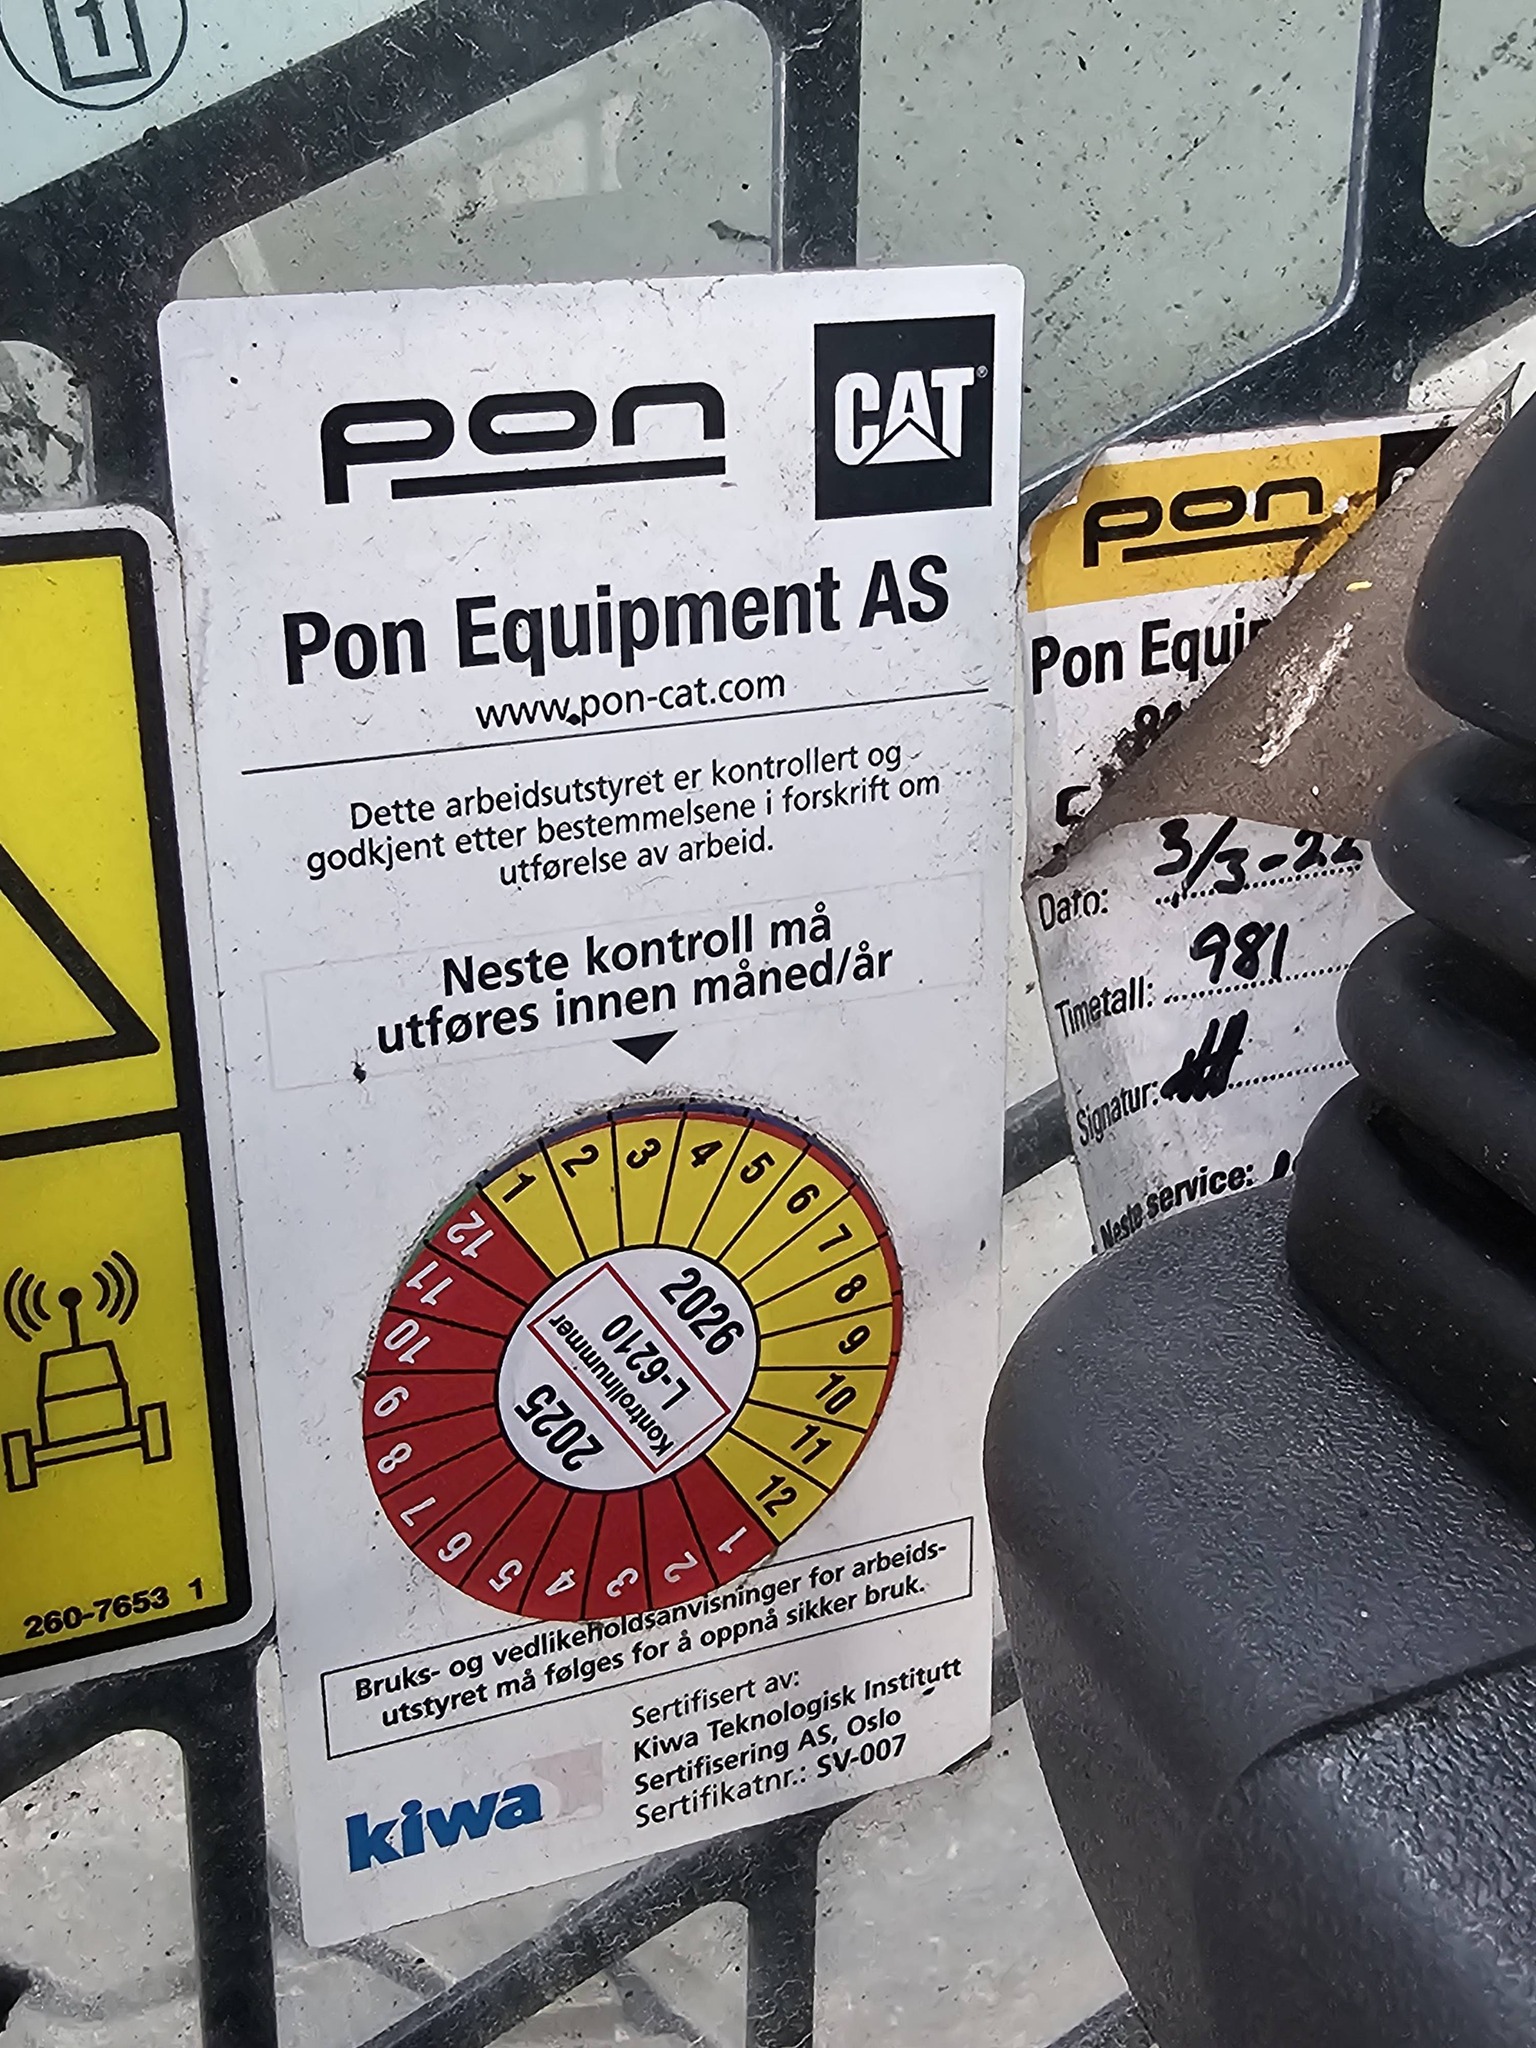 1
pon
CAT®
Pon Equipment AS
www.pon-cat.com
Dette arbeidsutstyret er kontrollert og
godkjent etter bestemmelsene i forskrift om
utførelse av arbeid.
Neste kontroll må
utføres innen måned/år
1 2 3 4 5 6 7 8 9 10 11 12
2026
L-6210
Kontrollnummer
2025
1 2 3 4 5 6 7 8 9 10 11 12
Bruks- og vedlikeholdsanvisninger for arbeids-
utstyret må følges for å oppnå sikker bruk.
kiwa
Sertifisert av:
Kiwa Teknologisk Institutt
Sertifisering AS, Oslo
Sertifikatnr.: SV-007
260-7653 1
pon
Pon Equip
Dato: 3/3-22
Timetall: 981
Signatur:
Neste service: